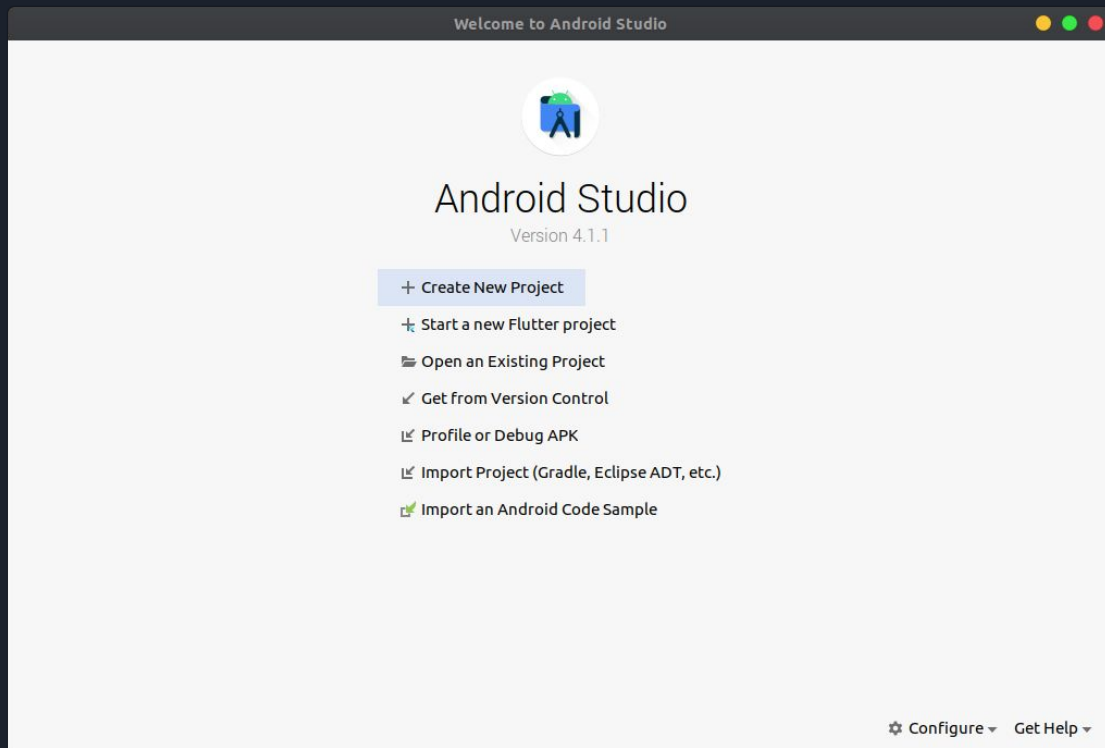 Welcome to Android Studio
Android Studio
Version 4.1.1
Create New Project
Start a new Flutter project
Open an Existing Project
Get from Version Control
Profile or Debug APK
Import Project (Gradle, Eclipse ADT, etc.)
Import an Android Code Sample
Configure Get Help